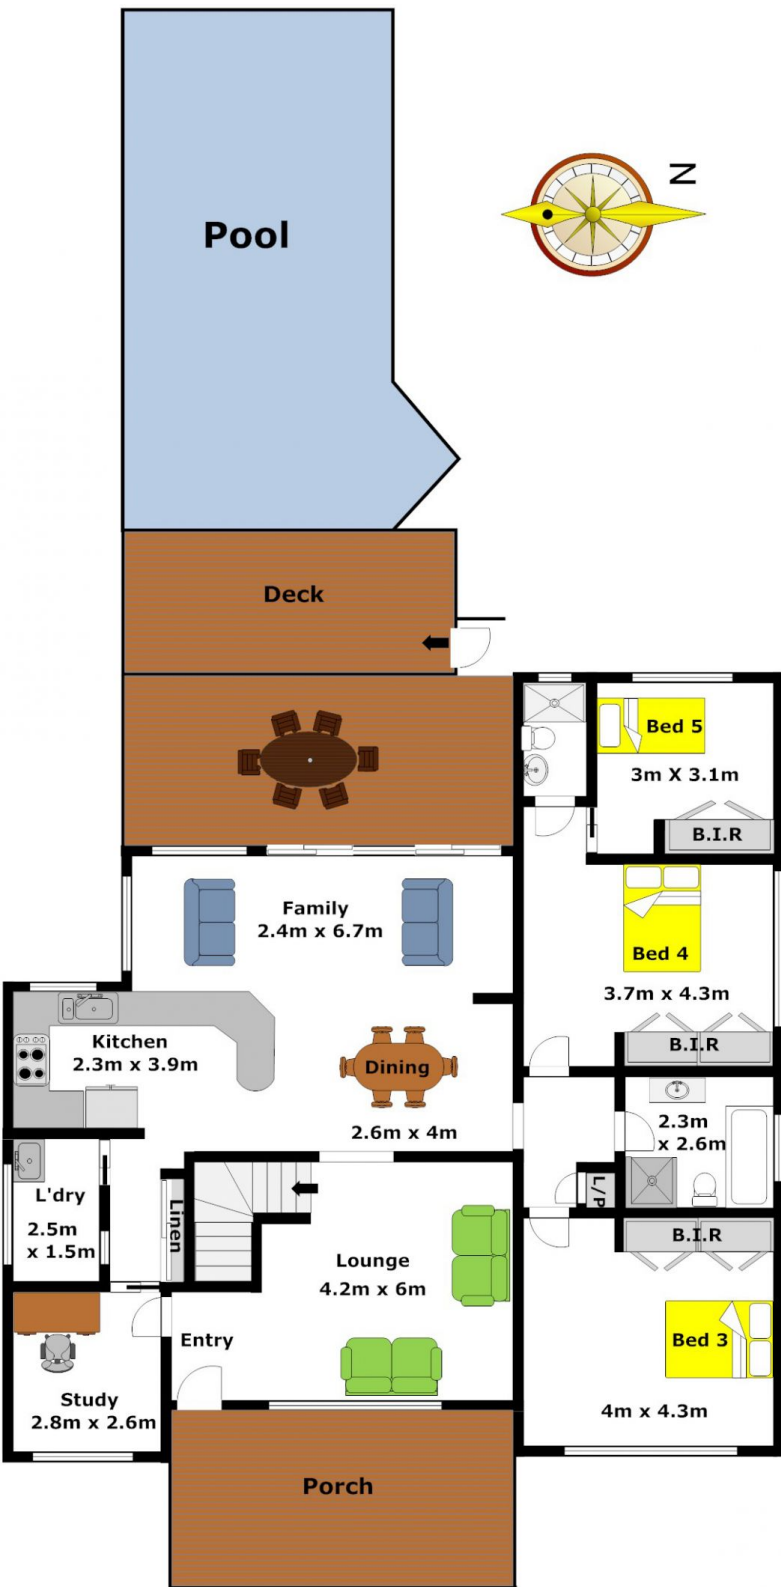 N
Pool
Deck
Bed 5
3m X 3.1m
B.I.R
Family
2.4m x 6.7m
Bed 4
3.7m x 4.3m
B.I.R
Kitchen
2.3m x 3.9m
Dining
2.6m x 4m
2.3m
x 2.6m
L/P
L'dry
2.5m
x 1.5m
Linen
Lounge
4.2m x 6m
B.I.R
Entry
Bed 3
4m x 4.3m
Study
2.8m x 2.6m
Porch